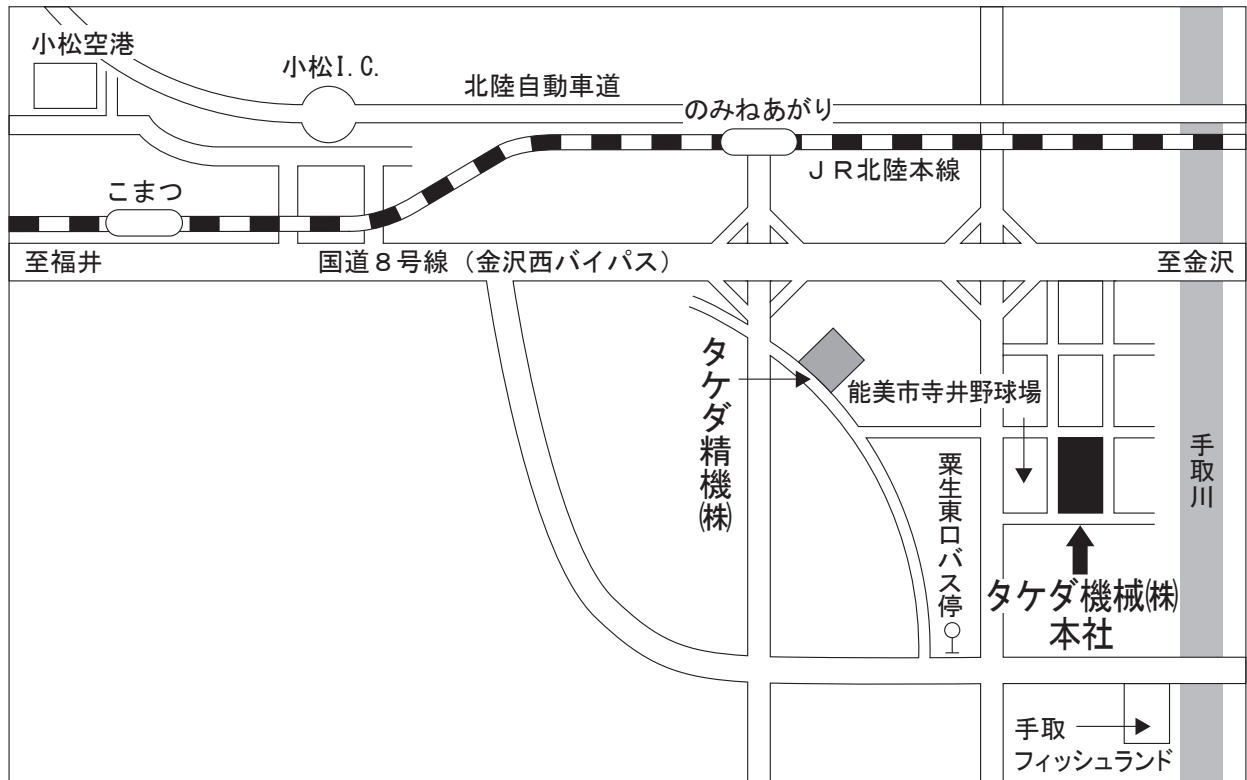 小松空港
小松I.C.
北陸自動車道
のみねあがり
ＪＲ北陸本線
こまつ
至福井
国道８号線（金沢西バイパス）
至金沢
タケダ精機㈱
能美市寺井野球場
手取川
粟生東口バス停
タケダ機械㈱
本社
手取
フィッシュランド